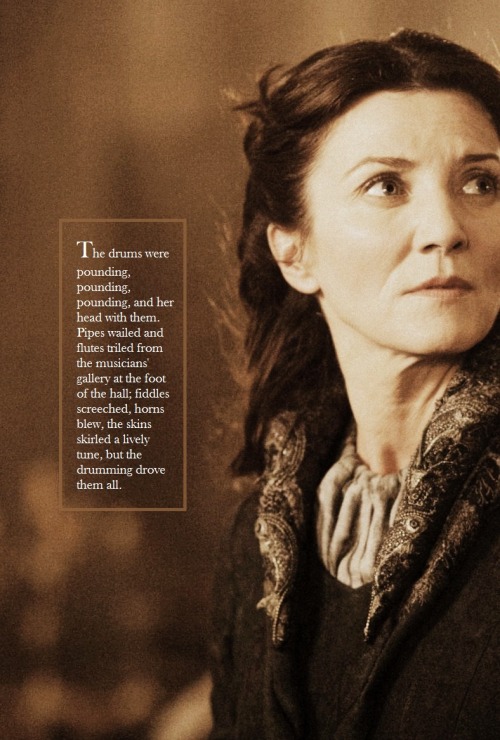 The drums were
pounding,
pounding,
pounding, and her
head with them.
Pipes wailed and
flutes triled from
the musicians'
gallery at the foot
of the hall; fiddles
screeched, horns
blew, the skins
skirled a lively
tune, but the
drumming drove
them all.